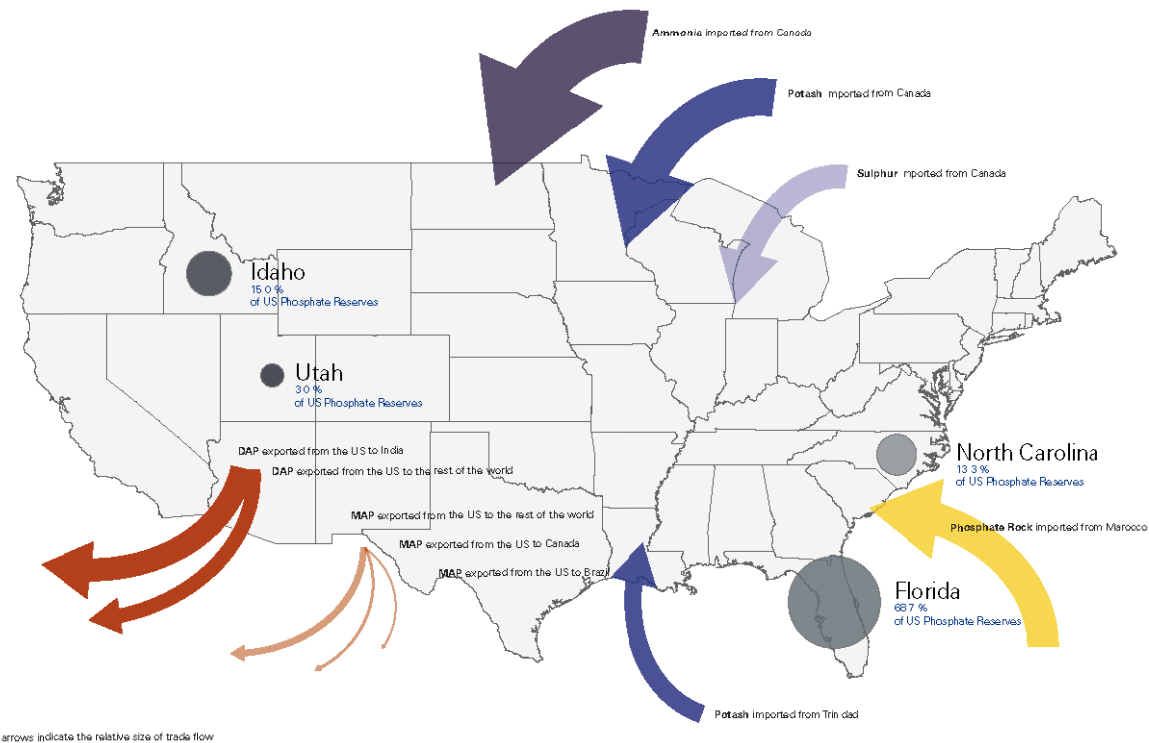 Ammonia imported from Canada
Potash mported from Canada
Sulphur mported from Canada
Idaho
15 0 %
of US Phosphate Reserves
Utah
3 0 %
of US Phosphate Reserves
DAP exported from the US to India
DAP exported from the US to the rest of the world
North Carolina
13 3 %
of US Phosphate Reserves
MAP exported from the US to the rest of the world
Phosphate Rock imported from Marocco
MAP exported from the US to Canada
MAP exported from the US to Brazil
Florida
68 7 %
of US Phosphate Reserves
Potash imported from Trin dad
arrows indicate the relative size of trade flow